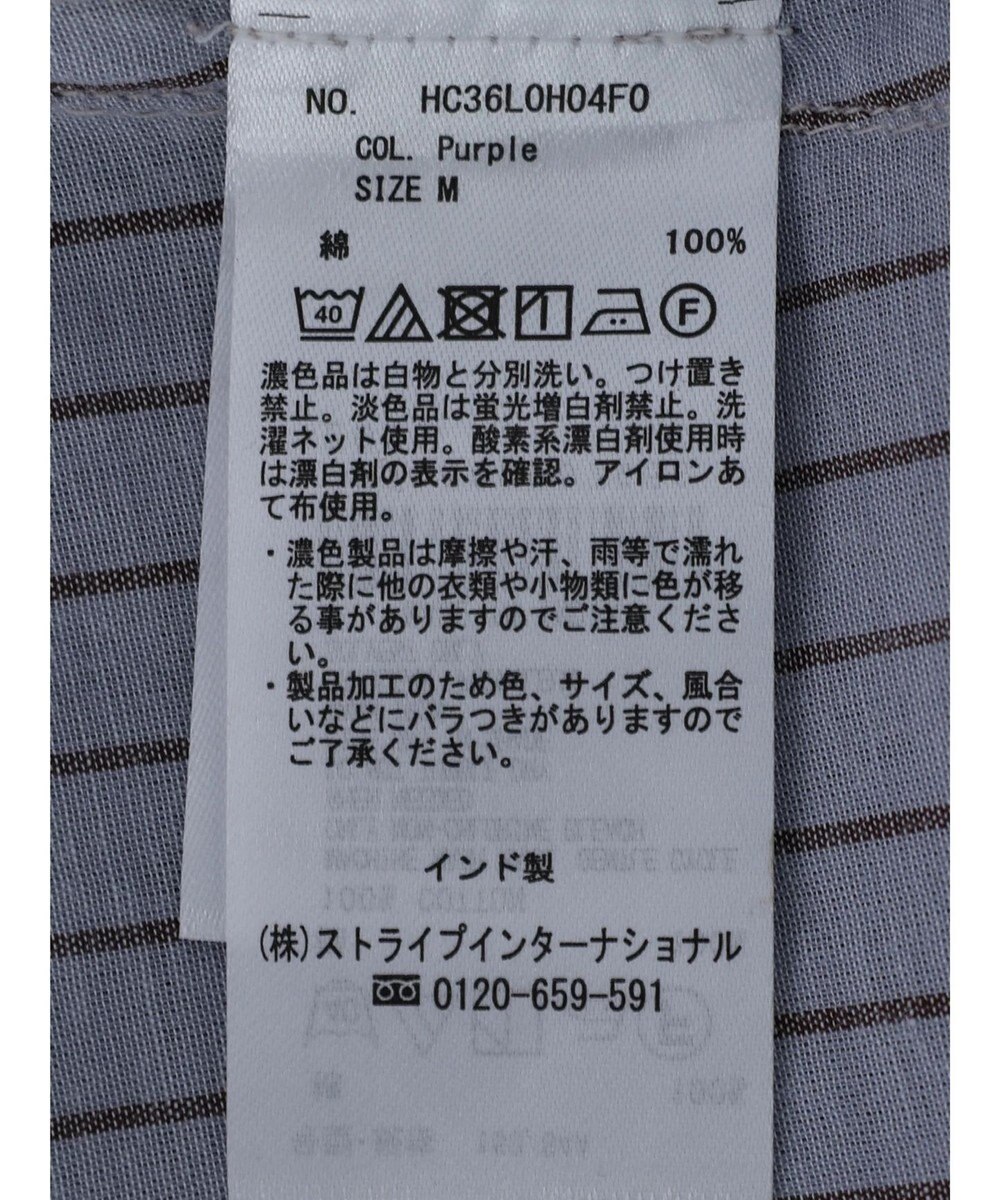 NO. HC36L0H04F0
COL. Purple
SIZE M
綿 100%
40 F
濃色品は白物と分別洗い。つけ置き
禁止。淡色品は蛍光増白剤禁止。洗
濯ネット使用。酸素系漂白剤使用時
は漂白剤の表示を確認。アイロンあ
て布使用。
・濃色製品は摩擦や汗、雨等で濡れ
た際に他の衣類や小物類に色が移
る事がありますのでご注意くださ
い。
・製品加工のため色、サイズ、風合
いなどにバラつきがありますので
ご了承ください。
インド製
(株)ストライプインターナショナル
0120-659-591